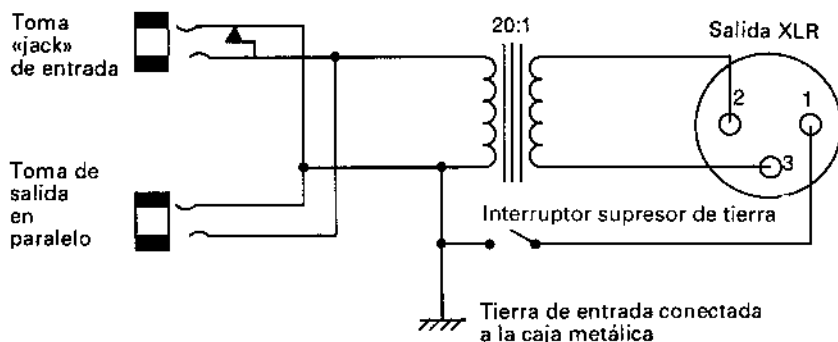 Toma
«jack»
de entrada
20:1
Salida XLR
2
1
3
Toma de
salida
en
paralelo
Interruptor supresor de tierra
Tierra de entrada conectada
a la caja metálica